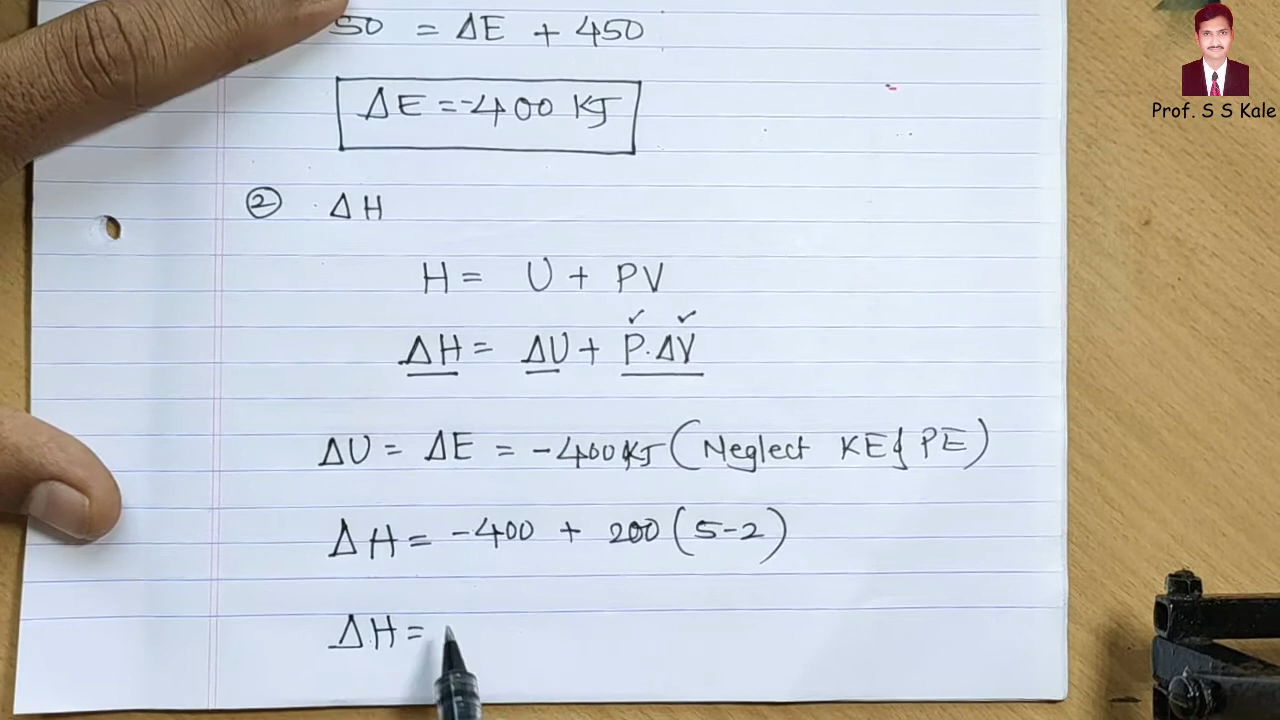 50 = ΔE + 450
ΔE = -400 KJ
② ΔH
H = U + PV
ΔH = ΔU + P·ΔV
ΔU = ΔE = -400 KJ (Neglect KE & PE)
ΔH = -400 + 200 (5-2)
ΔH =
Prof. S S Kale